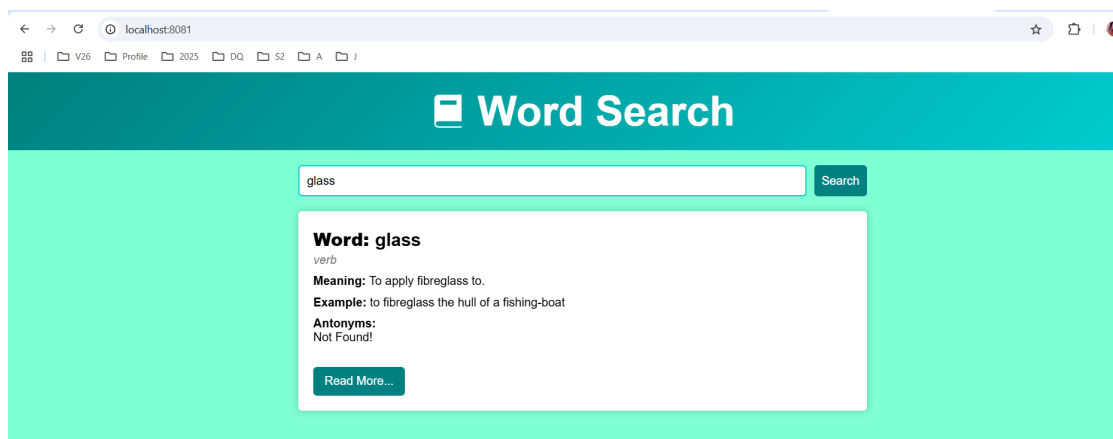 localhost:8081
V26 Profile 2025 DQ S2 A J
Word Search
glass Search
Word: glass
verb
Meaning: To apply fibreglass to.
Example: to fibreglass the hull of a fishing-boat
Antonyms:
Not Found!
Read More...